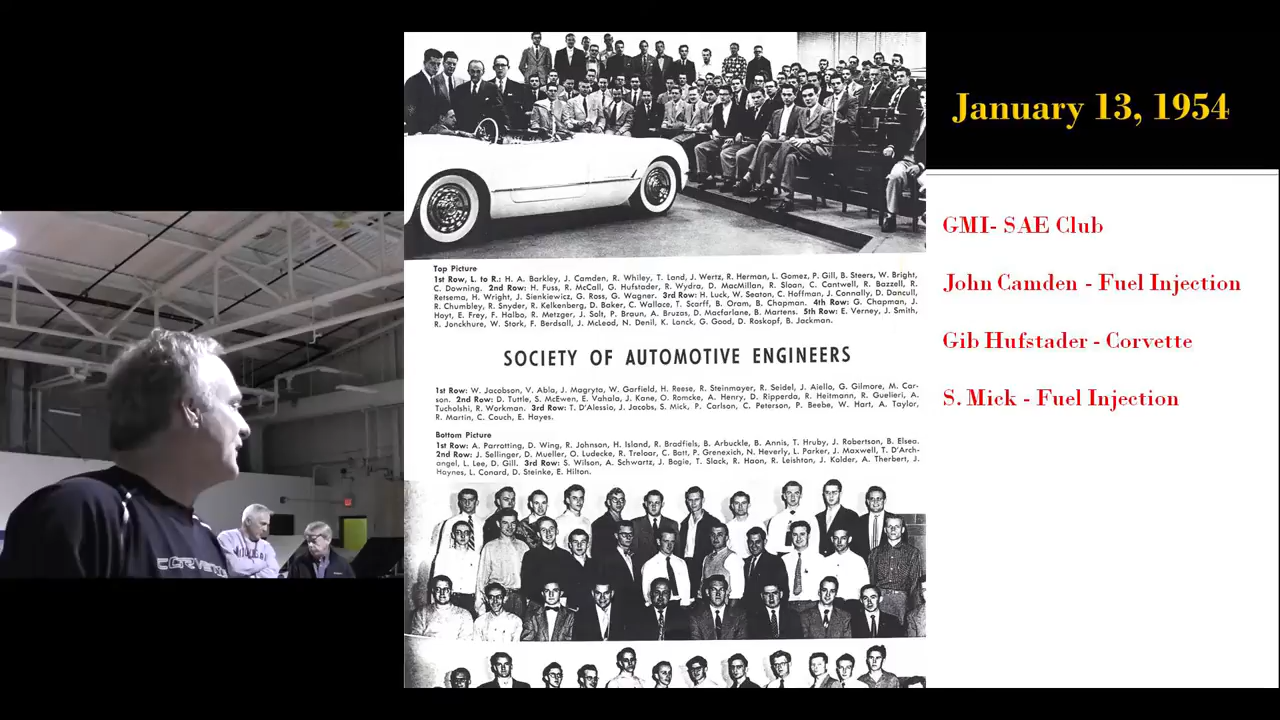 January 13, 1954
GMI- SAE Club
John Camden - Fuel Injection
Gib Hufstader - Corvette
S. Mick - Fuel Injection
Top Picture
1st Row, L. to R.: H. A. Barkley, J. Camden, R. Whiley, T. Land, J. Wertz, R. Herman, L. Gomez, P. Gill, B. Steers, W. Bright,
C. Downing. 2nd Row: H. Fuss, R. McCall, G. Hufstader, R. Wydra, D. MacMillan, R. Sloan, C. Cantwell, R. Bazzell, R.
Retsema, H. Wright, J. Sienkiewicz, G. Ross, G. Wagner. 3rd Row: H. Luck, W. Seaton, C. Hoffman, J. Connally, D. Dancull,
R. Chumbley, R. Snyder, R. Kelkenberg, D. Baker, C. Wallace, T. Scarff, B. Oram, B. Chapman. 4th Row: G. Chapman, J.
Hoyt, E. Frey, F. Halba, R. Metzger, J. Solt, P. Braun, A. Bruzas, D. Macfarlane, B. Martens. 5th Row: E. Verney, J. Smith,
R. Jonckhure, W. Stork, F. Berdsall, J. McLeod, N. Denil, K. Lanck, G. Good, D. Roskopf, B. Jackman.
SOCIETY OF AUTOMOTIVE ENGINEERS
1st Row: W. Jacobson, V. Abla, J. Magryta, W. Garfield, H. Reese, R. Steinmayer, R. Seidel, J. Aiello, G. Gilmore, M. Car-
son. 2nd Row: D. Tuttle, S. McEwen, E. Vahala, J. Kane, O. Romcke, A. Henry, D. Ripperda, R. Heitmann, R. Guelieri, A.
Tucholshi, R. Workman. 3rd Row: T. D'Alessio, J. Jacobs, S. Mick, P. Carlson, C. Peterson, P. Beebe, W. Hart, A. Taylor,
R. Martin, C. Couch, E. Hayes.
Bottom Picture
1st Row: A. Parrotting, D. Wing, R. Johnson, H. Island, R. Bradfiels, B. Arbuckle, B. Annis, T. Hruby, J. Robertson, B. Elsea.
2nd Row: J. Sellinger, D. Mueller, O. Ludecke, R. Treloar, C. Batt, P. Grenexich, N. Heverly, L. Parker, J. Maxwell, T. D'Arch-
angel, L. Lee, D. Gill. 3rd Row: S. Wilson, A. Schwartz, J. Bogie, T. Slack, R. Haon, R. Leishton, J. Kolder, A. Therbert, J.
Haynes, L. Conard, D. Steinke, E. Hilton.